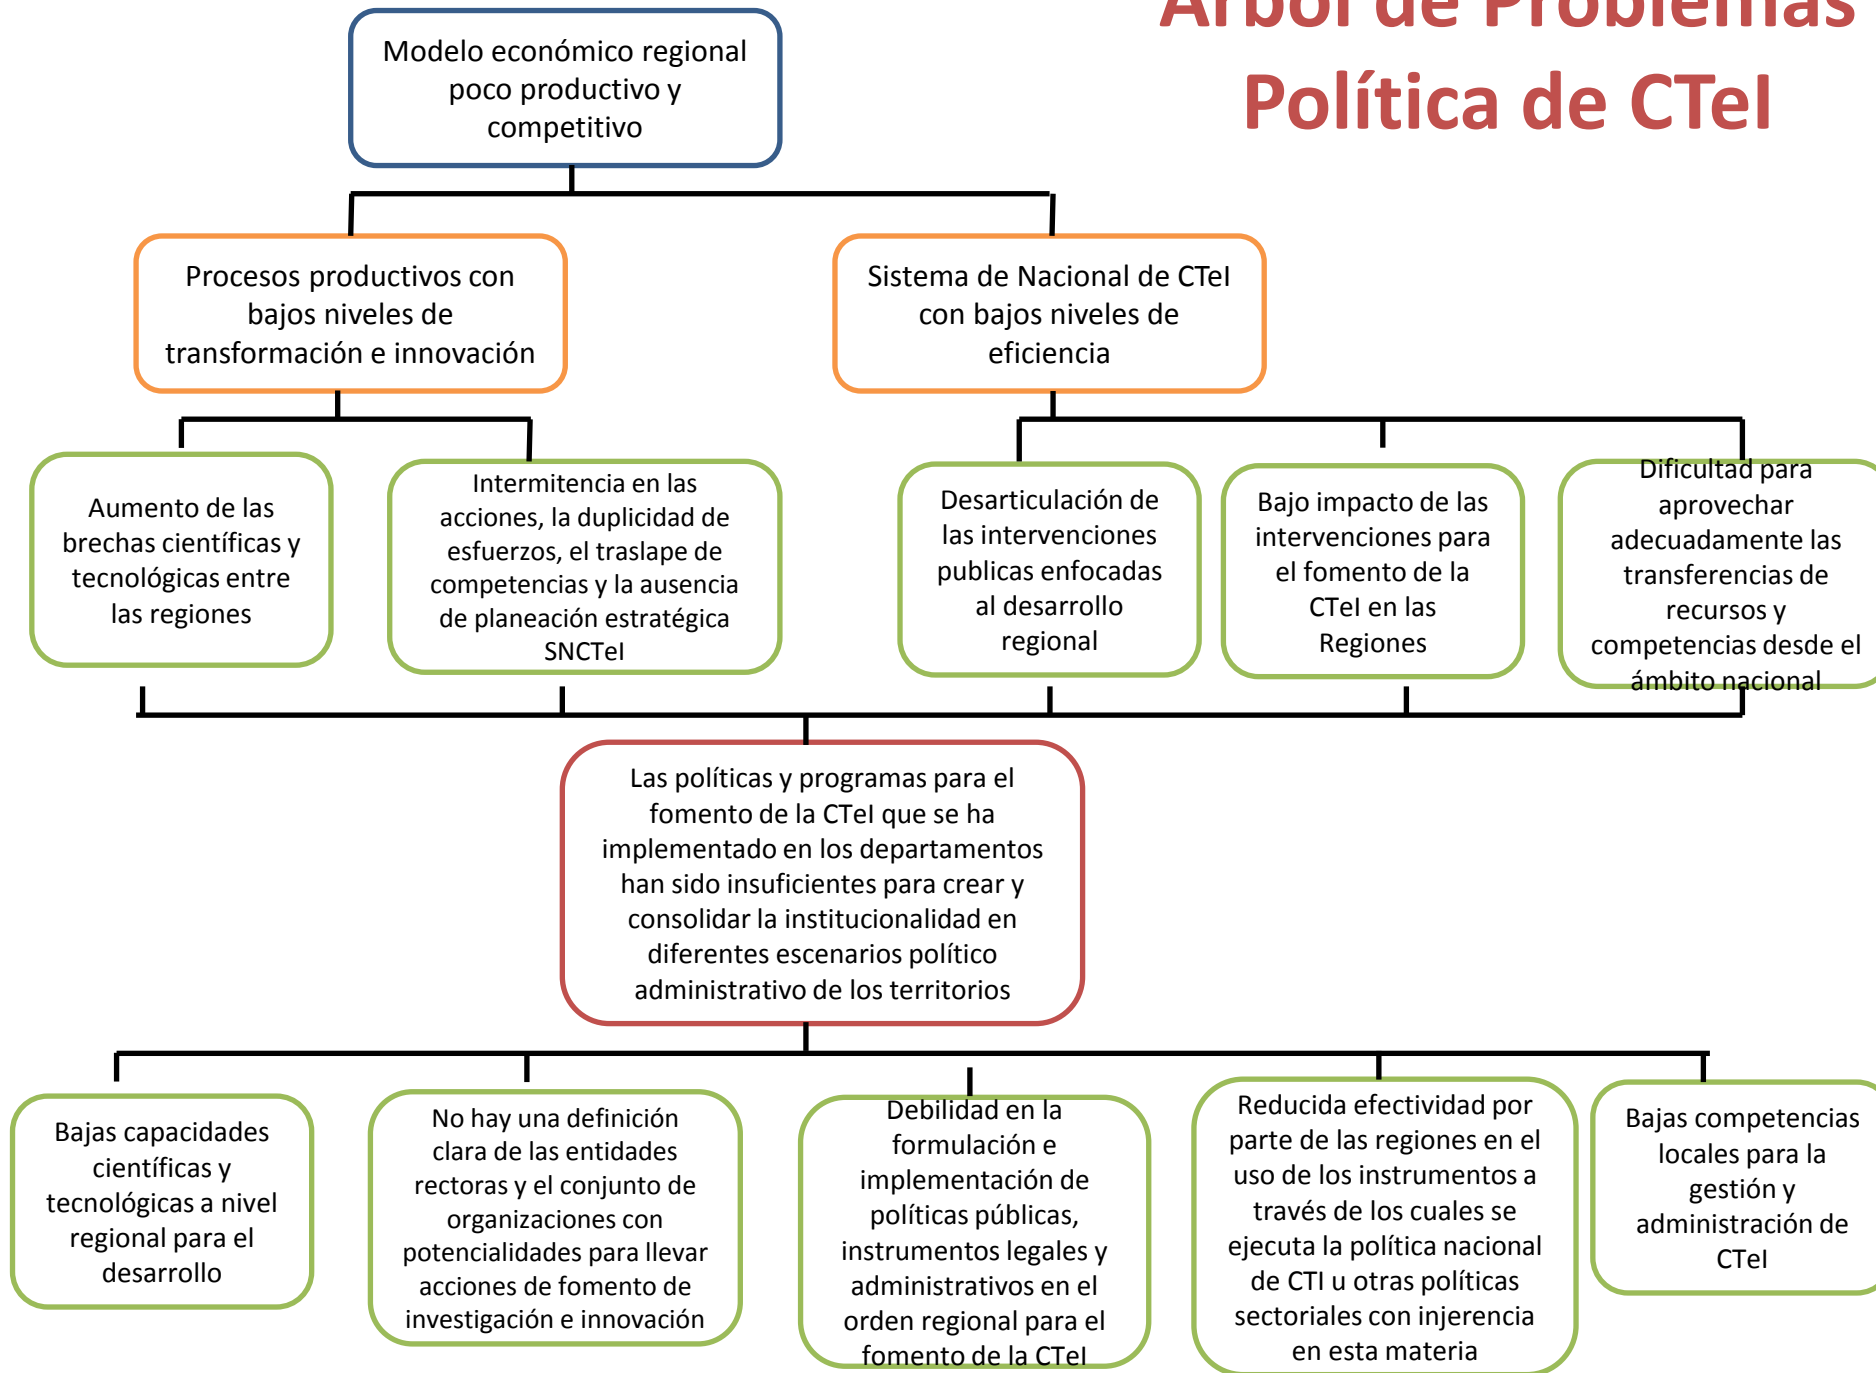 Árbol de Problemas
Política de CTeI
Modelo económico regional
poco productivo y
competitivo
Procesos productivos con
bajos niveles de
transformación e innovación
Sistema de Nacional de CTeI
con bajos niveles de
eficiencia
Aumento de las
brechas científicas y
tecnológicas entre
las regiones
Intermitencia en las
acciones, la duplicidad de
esfuerzos, el traslape de
competencias y la ausencia
de planeación estratégica
SNCTeI
Desarticulación de
las intervenciones
publicas enfocadas
al desarrollo
regional
Bajo impacto de las
intervenciones para
el fomento de la
CTeI en las
Regiones
Dificultad para
aprovechar
adecuadamente las
transferencias de
recursos y
competencias desde el
ámbito nacional
Las políticas y programas para el
fomento de la CTeI que se ha
implementado en los departamentos
han sido insuficientes para crear y
consolidar la institucionalidad en
diferentes escenarios político
administrativo de los territorios
Bajas capacidades
científicas y
tecnológicas a nivel
regional para el
desarrollo
No hay una definición
clara de las entidades
rectoras y el conjunto de
organizaciones con
potencialidades para llevar
acciones de fomento de
investigación e innovación
Debilidad en la
formulación e
implementación de
políticas públicas,
instrumentos legales y
administrativos en el
orden regional para el
fomento de la CTeI
Reducida efectividad por
parte de las regiones en el
uso de los instrumentos a
través de los cuales se
ejecuta la política nacional
de CTI u otras políticas
sectoriales con injerencia
en esta materia
Bajas competencias
locales para la
gestión y
administración de
CTeI